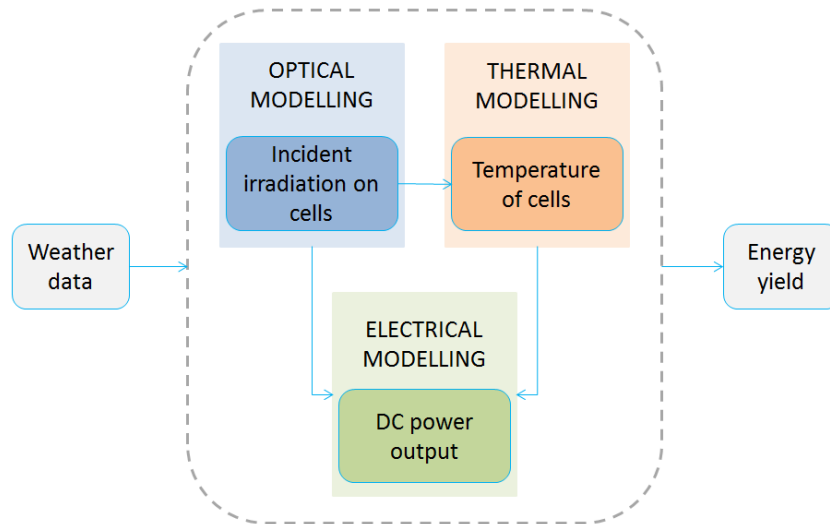 OPTICAL
MODELLING
Incident
irradiation on
cells
THERMAL
MODELLING
Temperature
of cells
Weather
data
Energy
yield
ELECTRICAL
MODELLING
DC power
output